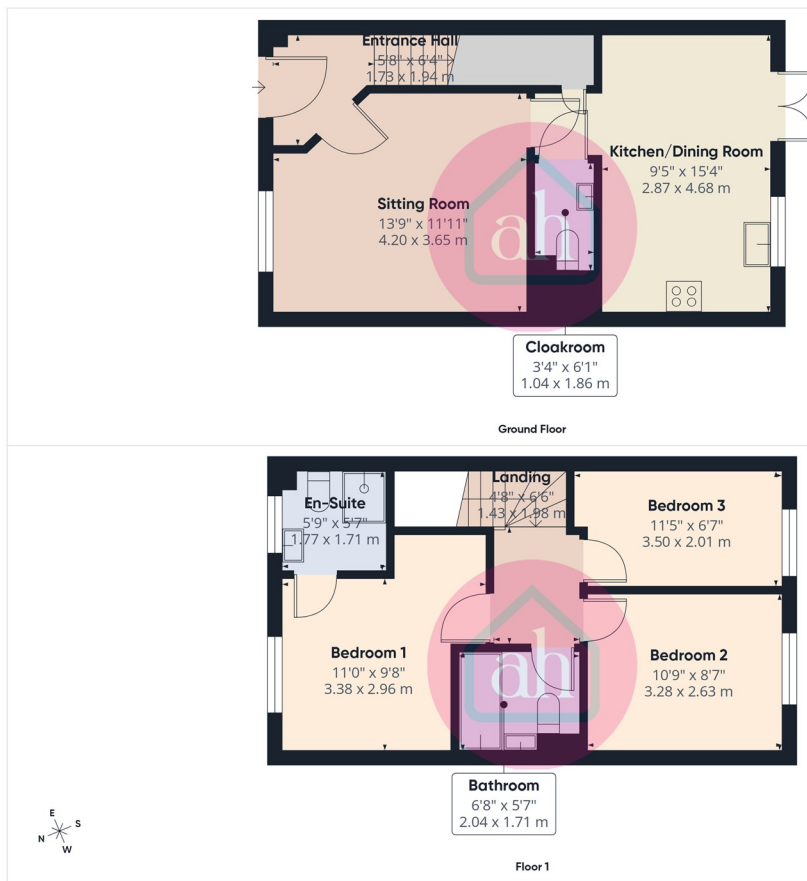 Entrance Hall
5'8" x 6'4"
1.73 x 1.94 m
Kitchen/Dining Room
9'5" x 15'4"
2.87 x 4.68 m
Sitting Room
13'9" x 11'11"
4.20 x 3.65 m
ah
Cloakroom
3'4" x 6'1"
1.04 x 1.86 m
Ground Floor
Landing
4'8" x 6'6"
1.43 x 1.98 m
En-Suite
5'9" x 5'7"
1.77 x 1.71 m
Bedroom 3
11'5" x 6'7"
3.50 x 2.01 m
Bedroom 1
11'0" x 9'8"
3.38 x 2.96 m
ah
Bedroom 2
10'9" x 8'7"
3.28 x 2.63 m
Bathroom
6'8" x 5'7"
2.04 x 1.71 m
E
S
N
W
Floor 1